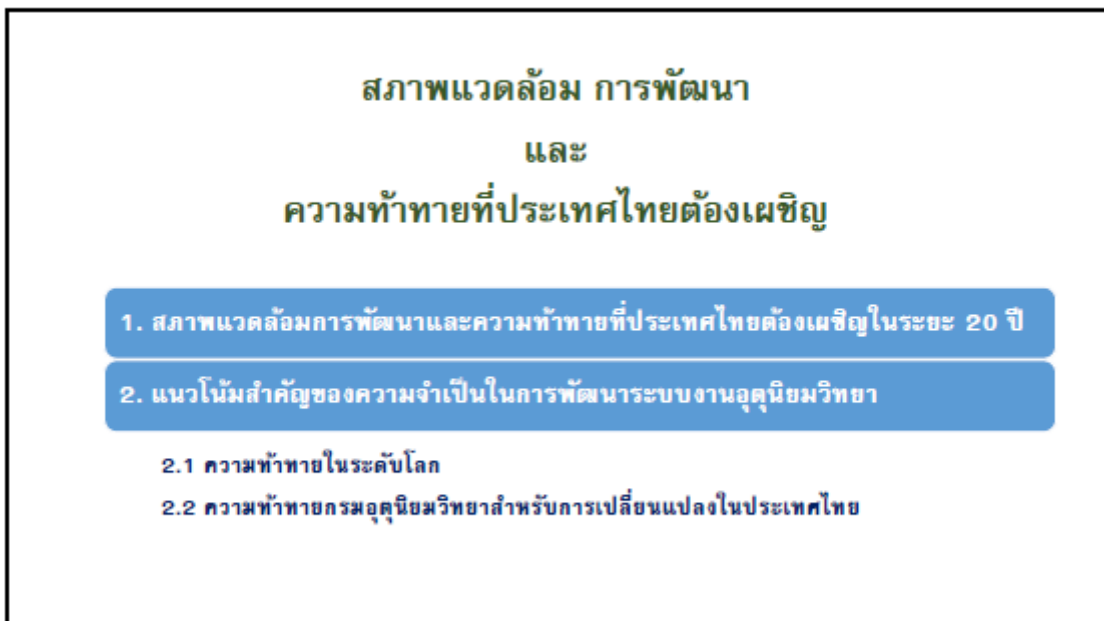 สภาพแวดล้อม การพัฒนา
และ
ความท้าทายที่ประเทศไทยต้องเผชิญ
1. สภาพแวดล้อมการพัฒนาและความท้าทายที่ประเทศไทยต้องเผชิญในระยะ 20 ปี
2. แนวโน้มสำคัญของความจำเป็นในการพัฒนาระบบงานอุตุนิยมวิทยา
2.1 ความท้าทายในระดับโลก
2.2 ความท้าทายกรมอุตุนิยมวิทยาสำหรับการเปลี่ยนแปลงในประเทศไทย